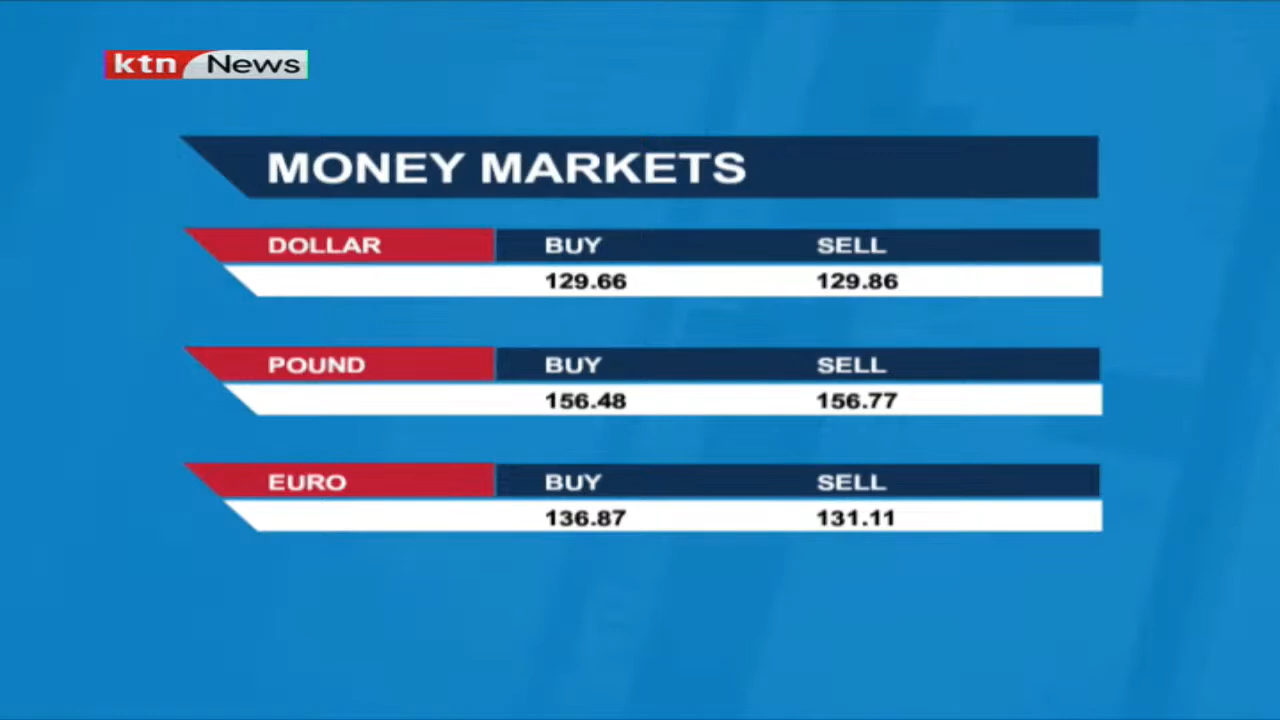 ktn News
MONEY MARKETS
DOLLAR BUY SELL
129.66 129.86
POUND BUY SELL
156.48 156.77
EURO BUY SELL
136.87 131.11